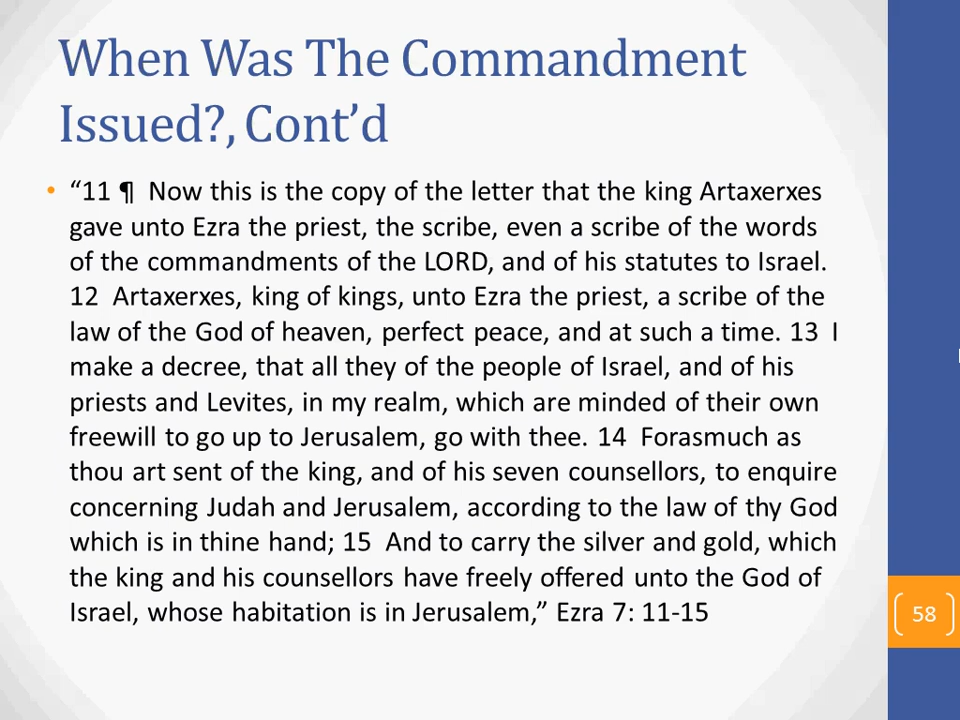 When Was The Commandment
Issued?, Cont’d
• “11 ¶  Now this is the copy of the letter that the king Artaxerxes
gave unto Ezra the priest, the scribe, even a scribe of the words
of the commandments of the LORD, and of his statutes to Israel.
12  Artaxerxes, king of kings, unto Ezra the priest, a scribe of the
law of the God of heaven, perfect peace, and at such a time. 13  I
make a decree, that all they of the people of Israel, and of his
priests and Levites, in my realm, which are minded of their own
freewill to go up to Jerusalem, go with thee. 14  Forasmuch as
thou art sent of the king, and of his seven counsellors, to enquire
concerning Judah and Jerusalem, according to the law of thy God
which is in thine hand; 15  And to carry the silver and gold, which
the king and his counsellors have freely offered unto the God of
Israel, whose habitation is in Jerusalem,” Ezra 7: 11-15
58